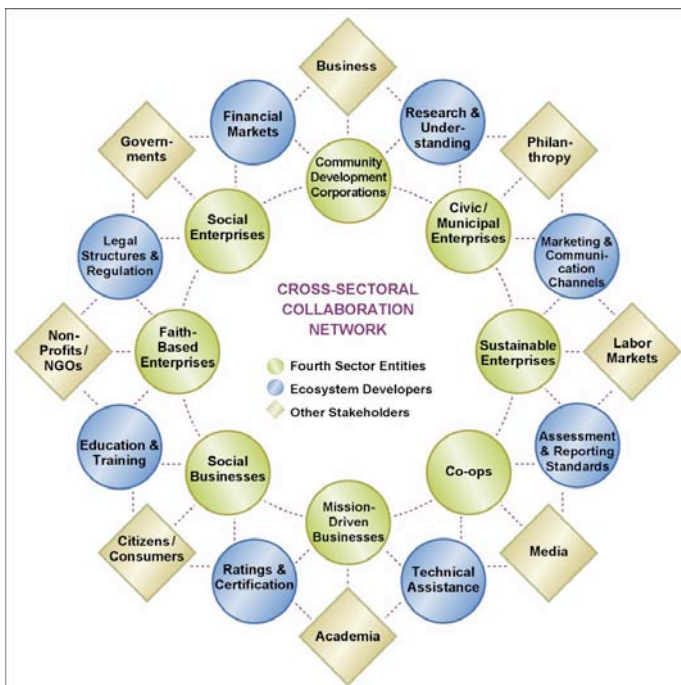 Business
Financial
Markets
Research &
Under-
standing
Govern-
ments
Philan-
thropy
Community
Development
Corporations
Social
Enterprises
Civic/
Municipal
Enterprises
Legal
Structures &
Regulation
Marketing &
Communi-
cation
Channels
CROSS-SECTORAL
COLLABORATION
NETWORK
Non-
Profits/
NGOs
Faith-
Based
Enterprises
Sustainable
Enterprises
Labor
Markets
Fourth Sector Entities
Ecosystem Developers
Other Stakeholders
Education &
Training
Social
Businesses
Co-ops
Assessment
& Reporting
Standards
Mission-
Driven
Businesses
Citizens/
Consumers
Media
Ratings &
Certification
Technical
Assistance
Academia